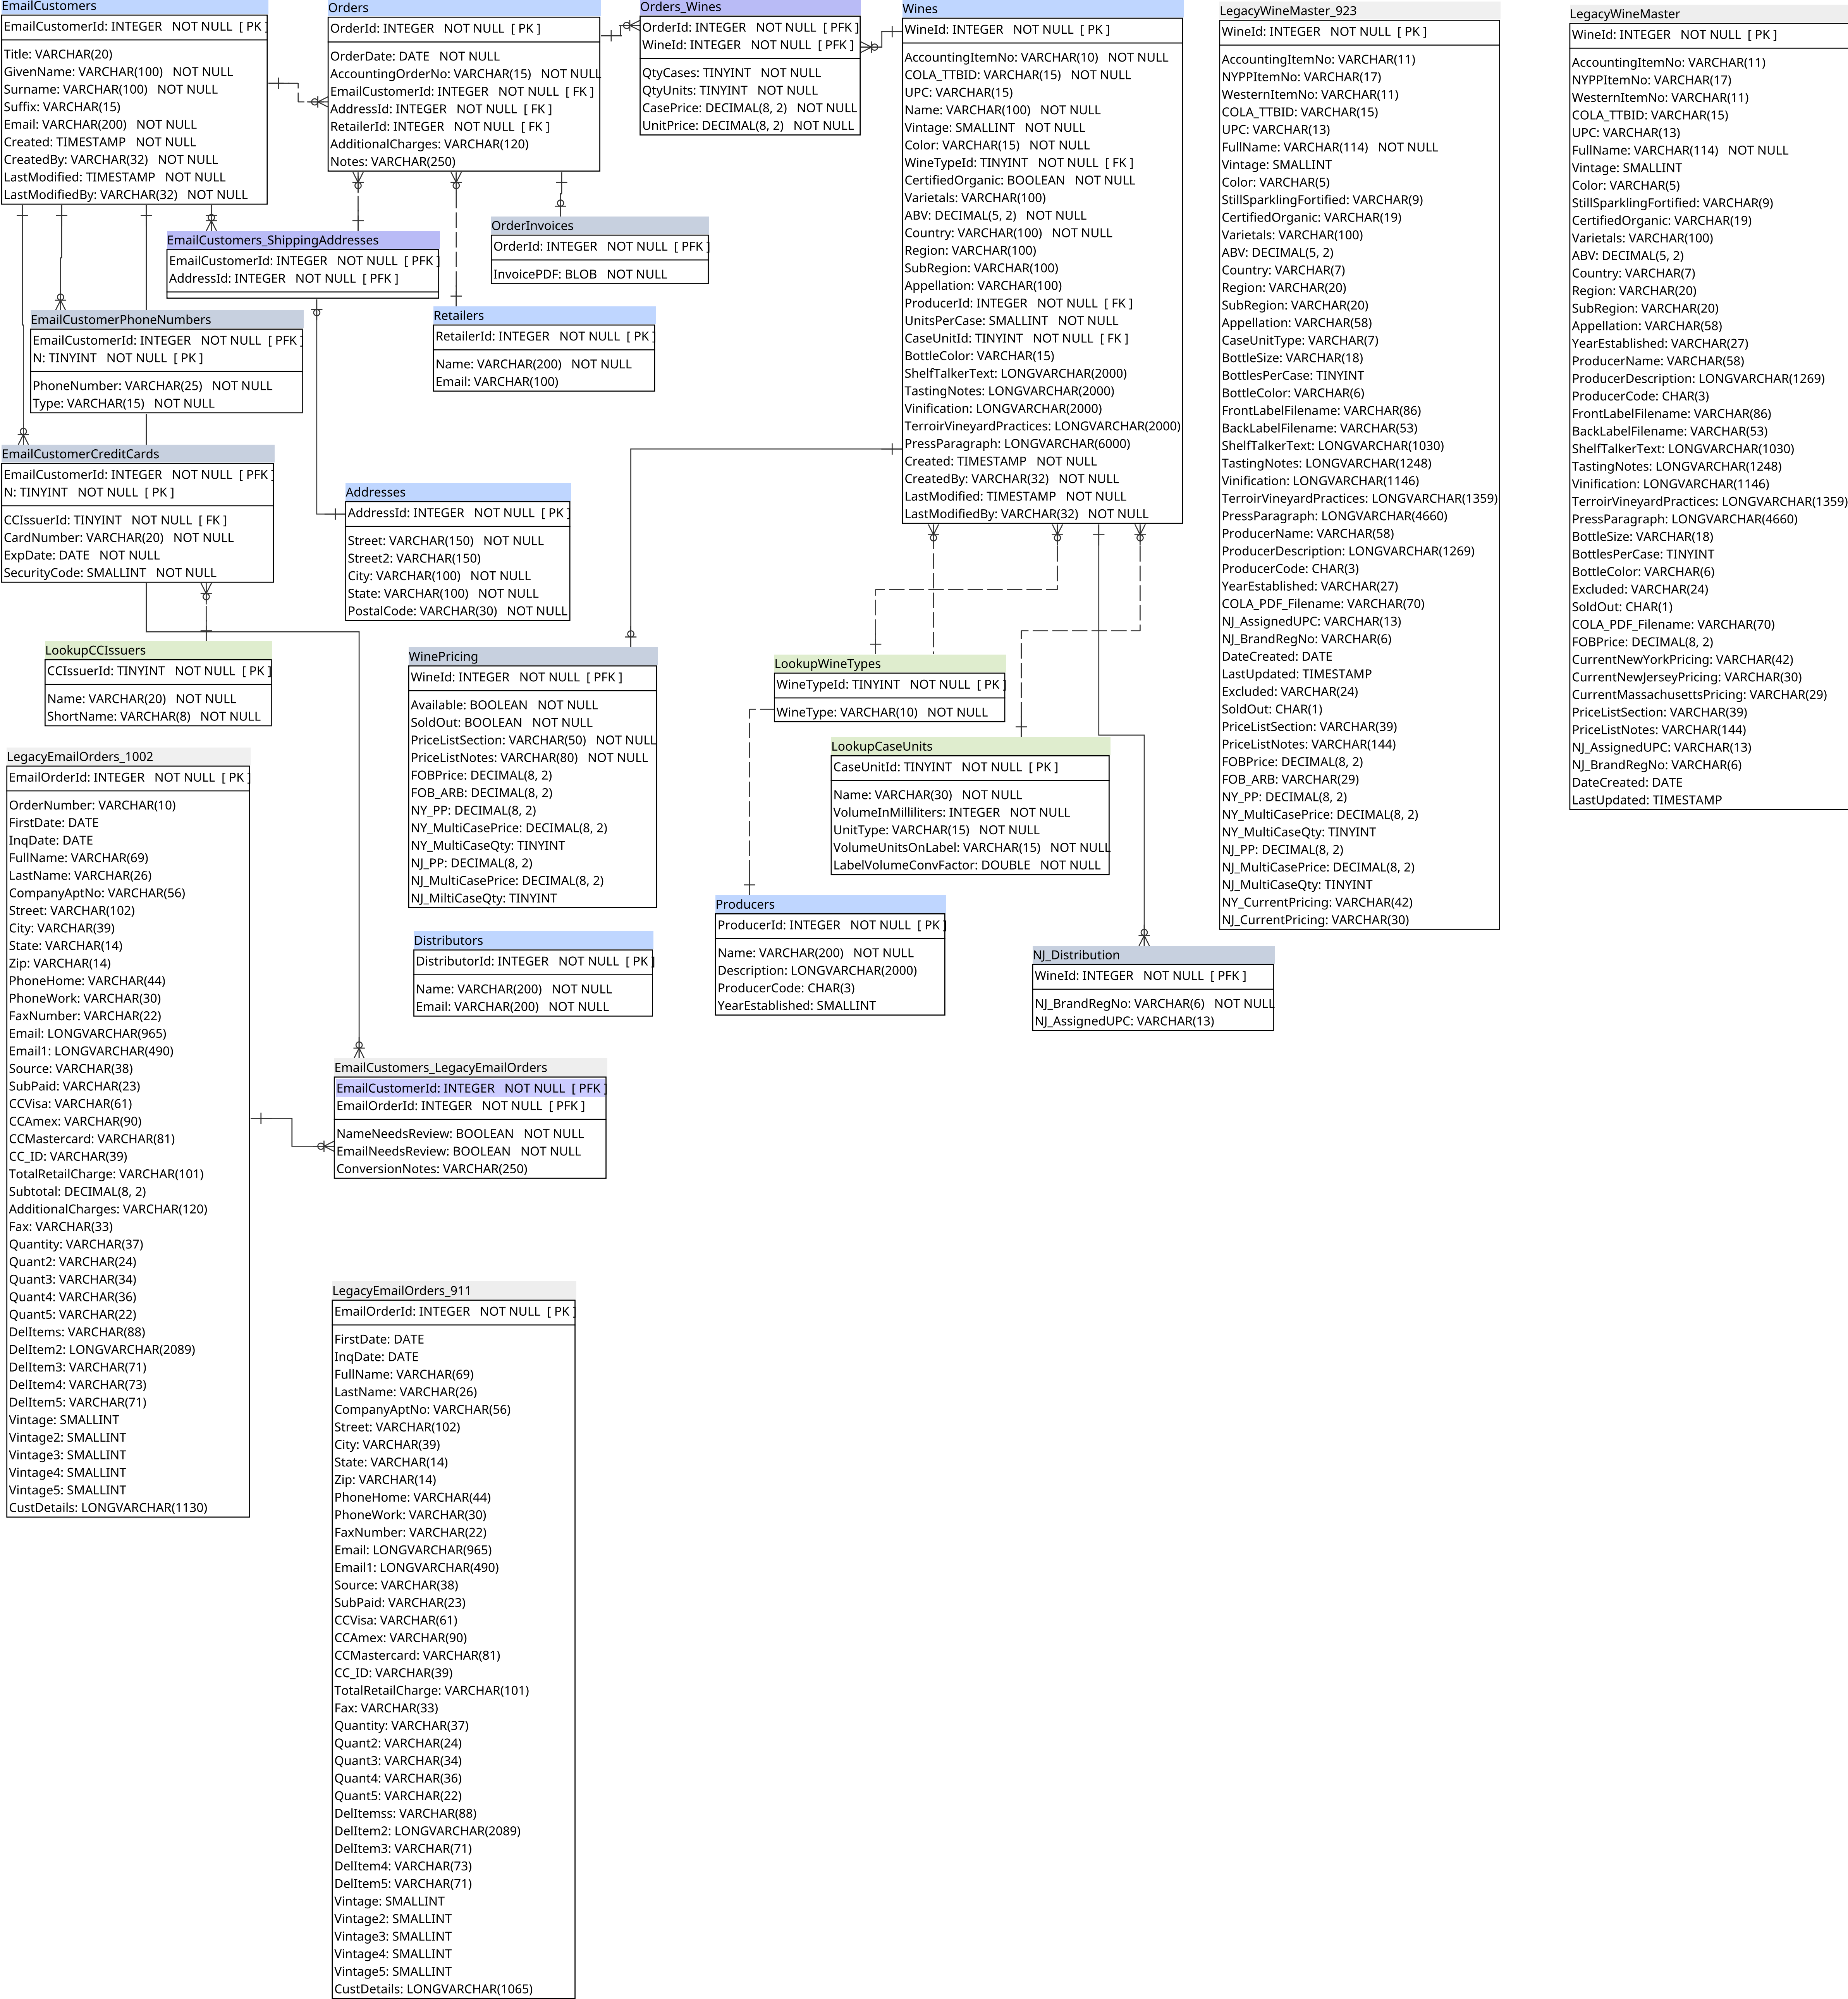 EmailCustomers
EmailCustomerId: INTEGER   NOT NULL  [ PK ]
Title: VARCHAR(20)
GivenName: VARCHAR(100)   NOT NULL
Surname: VARCHAR(100)   NOT NULL
Suffix: VARCHAR(15)
Email: VARCHAR(200)   NOT NULL
Created: TIMESTAMP   NOT NULL
CreatedBy: VARCHAR(32)   NOT NULL
LastModified: TIMESTAMP   NOT NULL
LastModifiedBy: VARCHAR(32)   NOT NULL
Orders
OrderId: INTEGER   NOT NULL  [ PK ]
OrderDate: DATE   NOT NULL
AccountingOrderNo: VARCHAR(15)   NOT NULL
EmailCustomerId: INTEGER   NOT NULL  [ FK ]
AddressId: INTEGER   NOT NULL  [ FK ]
RetailerId: INTEGER   NOT NULL  [ FK ]
AdditionalCharges: VARCHAR(120)
Notes: VARCHAR(250)
Orders_Wines
OrderId: INTEGER   NOT NULL  [ PFK ]
WineId: INTEGER   NOT NULL  [ PFK ]
QtyCases: TINYINT   NOT NULL
QtyUnits: TINYINT   NOT NULL
CasePrice: DECIMAL(8, 2)   NOT NULL
UnitPrice: DECIMAL(8, 2)   NOT NULL
Wines
WineId: INTEGER   NOT NULL  [ PK ]
AccountingItemNo: VARCHAR(10)   NOT NULL
COLA_TTBID: VARCHAR(15)   NOT NULL
UPC: VARCHAR(15)
Name: VARCHAR(100)   NOT NULL
Vintage: SMALLINT   NOT NULL
Color: VARCHAR(15)   NOT NULL
WineTypeId: TINYINT   NOT NULL  [ FK ]
CertifiedOrganic: BOOLEAN   NOT NULL
Varietals: VARCHAR(100)
ABV: DECIMAL(5, 2)   NOT NULL
Country: VARCHAR(100)   NOT NULL
Region: VARCHAR(100)
SubRegion: VARCHAR(100)
Appellation: VARCHAR(100)
ProducerId: INTEGER   NOT NULL  [ FK ]
UnitsPerCase: SMALLINT   NOT NULL
CaseUnitId: TINYINT   NOT NULL  [ FK ]
BottleColor: VARCHAR(15)
ShelfTalkerText: LONGVARCHAR(2000)
TastingNotes: LONGVARCHAR(2000)
Vinification: LONGVARCHAR(2000)
TerroirVineyardPractices: LONGVARCHAR(2000)
PressParagraph: LONGVARCHAR(6000)
Created: TIMESTAMP   NOT NULL
CreatedBy: VARCHAR(32)   NOT NULL
LastModified: TIMESTAMP   NOT NULL
LastModifiedBy: VARCHAR(32)   NOT NULL
LegacyWineMaster_923
WineId: INTEGER   NOT NULL  [ PK ]
AccountingItemNo: VARCHAR(11)
NYPPItemNo: VARCHAR(17)
WesternItemNo: VARCHAR(11)
COLA_TTBID: VARCHAR(15)
UPC: VARCHAR(13)
FullName: VARCHAR(114)   NOT NULL
Vintage: SMALLINT
Color: VARCHAR(5)
StillSparklingFortified: VARCHAR(9)
CertifiedOrganic: VARCHAR(19)
Varietals: VARCHAR(100)
ABV: DECIMAL(5, 2)
Country: VARCHAR(7)
Region: VARCHAR(20)
SubRegion: VARCHAR(20)
Appellation: VARCHAR(58)
CaseUnitType: VARCHAR(7)
BottleSize: VARCHAR(18)
BottlesPerCase: TINYINT
BottleColor: VARCHAR(6)
FrontLabelFilename: VARCHAR(86)
BackLabelFilename: VARCHAR(53)
ShelfTalkerText: LONGVARCHAR(1030)
TastingNotes: LONGVARCHAR(1248)
Vinification: LONGVARCHAR(1146)
TerroirVineyardPractices: LONGVARCHAR(1359)
PressParagraph: LONGVARCHAR(4660)
ProducerName: VARCHAR(58)
ProducerDescription: LONGVARCHAR(1269)
ProducerCode: CHAR(3)
YearEstablished: VARCHAR(27)
COLA_PDF_Filename: VARCHAR(70)
NJ_AssignedUPC: VARCHAR(13)
NJ_BrandRegNo: VARCHAR(6)
DateCreated: DATE
LastUpdated: TIMESTAMP
Excluded: VARCHAR(24)
SoldOut: CHAR(1)
PriceListSection: VARCHAR(39)
PriceListNotes: VARCHAR(144)
FOBPrice: DECIMAL(8, 2)
FOB_ARB: VARCHAR(29)
NY_PP: DECIMAL(8, 2)
NY_MultiCasePrice: DECIMAL(8, 2)
NY_MultiCaseQty: TINYINT
NJ_PP: DECIMAL(8, 2)
NJ_MultiCasePrice: DECIMAL(8, 2)
NJ_MultiCaseQty: TINYINT
NY_CurrentPricing: VARCHAR(42)
NJ_CurrentPricing: VARCHAR(30)
LegacyWineMaster
WineId: INTEGER   NOT NULL  [ PK ]
AccountingItemNo: VARCHAR(11)
NYPPItemNo: VARCHAR(17)
WesternItemNo: VARCHAR(11)
COLA_TTBID: VARCHAR(15)
UPC: VARCHAR(13)
FullName: VARCHAR(114)   NOT NULL
Vintage: SMALLINT
Color: VARCHAR(5)
StillSparklingFortified: VARCHAR(9)
CertifiedOrganic: VARCHAR(19)
Varietals: VARCHAR(100)
ABV: DECIMAL(5, 2)
Country: VARCHAR(7)
Region: VARCHAR(20)
SubRegion: VARCHAR(20)
Appellation: VARCHAR(58)
YearEstablished: VARCHAR(27)
ProducerName: VARCHAR(58)
ProducerDescription: LONGVARCHAR(1269)
ProducerCode: CHAR(3)
FrontLabelFilename: VARCHAR(86)
BackLabelFilename: VARCHAR(53)
ShelfTalkerText: LONGVARCHAR(1030)
TastingNotes: LONGVARCHAR(1248)
Vinification: LONGVARCHAR(1146)
TerroirVineyardPractices: LONGVARCHAR(1359)
PressParagraph: LONGVARCHAR(4660)
BottleSize: VARCHAR(18)
BottlesPerCase: TINYINT
BottleColor: VARCHAR(6)
Excluded: VARCHAR(24)
SoldOut: CHAR(1)
COLA_PDF_Filename: VARCHAR(70)
FOBPrice: DECIMAL(8, 2)
CurrentNewYorkPricing: VARCHAR(42)
CurrentNewJerseyPricing: VARCHAR(30)
CurrentMassachusettsPricing: VARCHAR(29)
PriceListSection: VARCHAR(39)
PriceListNotes: VARCHAR(144)
NJ_AssignedUPC: VARCHAR(13)
NJ_BrandRegNo: VARCHAR(6)
DateCreated: DATE
LastUpdated: TIMESTAMP
EmailCustomers_ShippingAddresses
EmailCustomerId: INTEGER   NOT NULL  [ PFK ]
AddressId: INTEGER   NOT NULL  [ PFK ]
OrderInvoices
OrderId: INTEGER   NOT NULL  [ PFK ]
InvoicePDF: BLOB   NOT NULL
EmailCustomerPhoneNumbers
EmailCustomerId: INTEGER   NOT NULL  [ PFK ]
N: TINYINT   NOT NULL  [ PK ]
PhoneNumber: VARCHAR(25)   NOT NULL
Type: VARCHAR(15)   NOT NULL
Retailers
RetailerId: INTEGER   NOT NULL  [ PK ]
Name: VARCHAR(200)   NOT NULL
Email: VARCHAR(100)
EmailCustomerCreditCards
EmailCustomerId: INTEGER   NOT NULL  [ PFK ]
N: TINYINT   NOT NULL  [ PK ]
CCIssuerId: TINYINT   NOT NULL  [ FK ]
CardNumber: VARCHAR(20)   NOT NULL
ExpDate: DATE   NOT NULL
SecurityCode: SMALLINT   NOT NULL
Addresses
AddressId: INTEGER   NOT NULL  [ PK ]
Street: VARCHAR(150)   NOT NULL
Street2: VARCHAR(150)
City: VARCHAR(100)   NOT NULL
State: VARCHAR(100)   NOT NULL
PostalCode: VARCHAR(30)   NOT NULL
LookupCCIssuers
CCIssuerId: TINYINT   NOT NULL  [ PK ]
Name: VARCHAR(20)   NOT NULL
ShortName: VARCHAR(8)   NOT NULL
WinePricing
WineId: INTEGER   NOT NULL  [ PFK ]
Available: BOOLEAN   NOT NULL
SoldOut: BOOLEAN   NOT NULL
PriceListSection: VARCHAR(50)   NOT NULL
PriceListNotes: VARCHAR(80)   NOT NULL
FOBPrice: DECIMAL(8, 2)
FOB_ARB: DECIMAL(8, 2)
NY_PP: DECIMAL(8, 2)
NY_MultiCasePrice: DECIMAL(8, 2)
NY_MultiCaseQty: TINYINT
NJ_PP: DECIMAL(8, 2)
NJ_MultiCasePrice: DECIMAL(8, 2)
NJ_MiltiCaseQty: TINYINT
LookupWineTypes
WineTypeId: TINYINT   NOT NULL  [ PK ]
WineType: VARCHAR(10)   NOT NULL
LookupCaseUnits
CaseUnitId: TINYINT   NOT NULL  [ PK ]
Name: VARCHAR(30)   NOT NULL
VolumeInMilliliters: INTEGER   NOT NULL
UnitType: VARCHAR(15)   NOT NULL
VolumeUnitsOnLabel: VARCHAR(15)   NOT NULL
LabelVolumeConvFactor: DOUBLE   NOT NULL
LegacyEmailOrders_1002
EmailOrderId: INTEGER   NOT NULL  [ PK ]
OrderNumber: VARCHAR(10)
FirstDate: DATE
InqDate: DATE
FullName: VARCHAR(69)
LastName: VARCHAR(26)
CompanyAptNo: VARCHAR(56)
Street: VARCHAR(102)
City: VARCHAR(39)
State: VARCHAR(14)
Zip: VARCHAR(14)
PhoneHome: VARCHAR(44)
PhoneWork: VARCHAR(30)
FaxNumber: VARCHAR(22)
Email: LONGVARCHAR(965)
Email1: LONGVARCHAR(490)
Source: VARCHAR(38)
SubPaid: VARCHAR(23)
CCVisa: VARCHAR(61)
CCAmex: VARCHAR(90)
CCMastercard: VARCHAR(81)
CC_ID: VARCHAR(39)
TotalRetailCharge: VARCHAR(101)
Subtotal: DECIMAL(8, 2)
AdditionalCharges: VARCHAR(120)
Fax: VARCHAR(33)
Quantity: VARCHAR(37)
Quant2: VARCHAR(24)
Quant3: VARCHAR(34)
Quant4: VARCHAR(36)
Quant5: VARCHAR(22)
DelItems: VARCHAR(88)
DelItem2: LONGVARCHAR(2089)
DelItem3: VARCHAR(71)
DelItem4: VARCHAR(73)
DelItem5: VARCHAR(71)
Vintage: SMALLINT
Vintage2: SMALLINT
Vintage3: SMALLINT
Vintage4: SMALLINT
Vintage5: SMALLINT
CustDetails: LONGVARCHAR(1130)
Distributors
DistributorId: INTEGER   NOT NULL  [ PK ]
Name: VARCHAR(200)   NOT NULL
Email: VARCHAR(200)   NOT NULL
Producers
ProducerId: INTEGER   NOT NULL  [ PK ]
Name: VARCHAR(200)   NOT NULL
Description: LONGVARCHAR(2000)
ProducerCode: CHAR(3)
YearEstablished: SMALLINT
NJ_Distribution
WineId: INTEGER   NOT NULL  [ PFK ]
NJ_BrandRegNo: VARCHAR(6)   NOT NULL
NJ_AssignedUPC: VARCHAR(13)
EmailCustomers_LegacyEmailOrders
EmailCustomerId: INTEGER   NOT NULL  [ PFK ]
EmailOrderId: INTEGER   NOT NULL  [ PFK ]
NameNeedsReview: BOOLEAN   NOT NULL
EmailNeedsReview: BOOLEAN   NOT NULL
ConversionNotes: VARCHAR(250)
LegacyEmailOrders_911
EmailOrderId: INTEGER   NOT NULL  [ PK ]
FirstDate: DATE
InqDate: DATE
FullName: VARCHAR(69)
LastName: VARCHAR(26)
CompanyAptNo: VARCHAR(56)
Street: VARCHAR(102)
City: VARCHAR(39)
State: VARCHAR(14)
Zip: VARCHAR(14)
PhoneHome: VARCHAR(44)
PhoneWork: VARCHAR(30)
FaxNumber: VARCHAR(22)
Email: LONGVARCHAR(965)
Email1: LONGVARCHAR(490)
Source: VARCHAR(38)
SubPaid: VARCHAR(23)
CCVisa: VARCHAR(61)
CCAmex: VARCHAR(90)
CCMastercard: VARCHAR(81)
CC_ID: VARCHAR(39)
TotalRetailCharge: VARCHAR(101)
Fax: VARCHAR(33)
Quantity: VARCHAR(37)
Quant2: VARCHAR(24)
Quant3: VARCHAR(34)
Quant4: VARCHAR(36)
Quant5: VARCHAR(22)
DelItemss: VARCHAR(88)
DelItem2: LONGVARCHAR(2089)
DelItem3: VARCHAR(71)
DelItem4: VARCHAR(73)
DelItem5: VARCHAR(71)
Vintage: SMALLINT
Vintage2: SMALLINT
Vintage3: SMALLINT
Vintage4: SMALLINT
Vintage5: SMALLINT
CustDetails: LONGVARCHAR(1065)